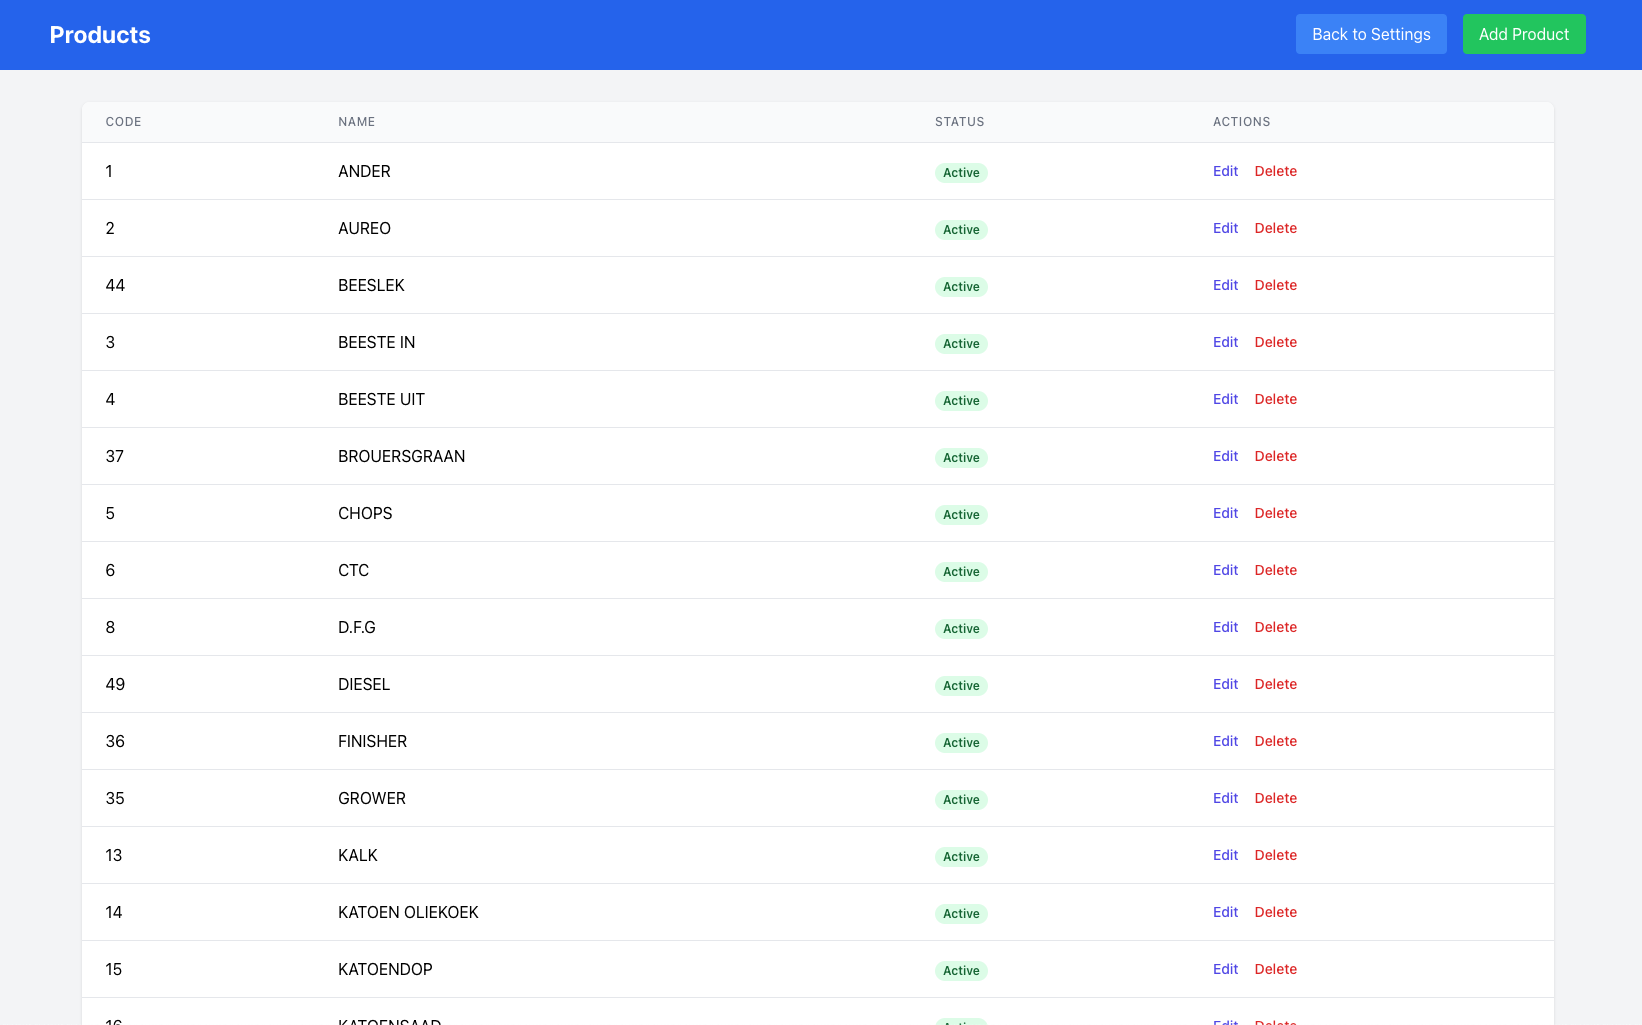 Products
Back to Settings Add Product
CODE NAME STATUS ACTIONS
1 ANDER Active Edit Delete
2 AUREO Active Edit Delete
44 BEESLEK Active Edit Delete
3 BEESTE IN Active Edit Delete
4 BEESTE UIT Active Edit Delete
37 BROUERSGRAAN Active Edit Delete
5 CHOPS Active Edit Delete
6 CTC Active Edit Delete
8 D.F.G Active Edit Delete
49 DIESEL Active Edit Delete
36 FINISHER Active Edit Delete
35 GROWER Active Edit Delete
13 KALK Active Edit Delete
14 KATOEN OLIEKOEK Active Edit Delete
15 KATOENDOP Active Edit Delete
16 KATOENSAAD Active Edit Delete